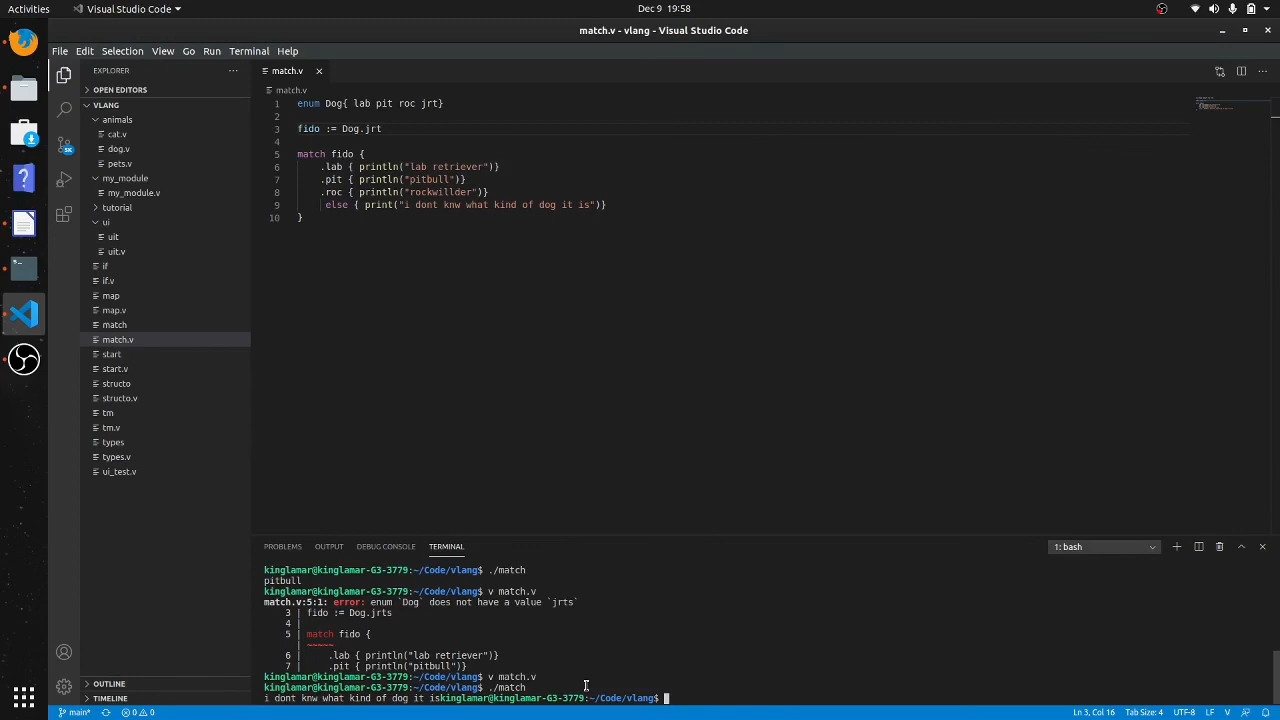 Activities
Visual Studio Code
Dec 9 19:58
match.v - vlang - Visual Studio Code
File Edit Selection View Go Run Terminal Help
EXPLORER
OPEN EDITORS
VLANG
animals
cat.v
dog.v
pets.v
my_module
my_module.v
tutorial
ui
uit
uit.v
if
if.v
map
map.v
match
match.v
start
start.v
structo
structo.v
tm
tm.v
types
types.v
ui_test.v
OUTLINE
TIMELINE
match.v
match.v
1 enum Dog{ lab pit roc jrt}
2
3 fido := Dog.jrt
4
5 match fido {
6 .lab { println("lab retriever")}
7 .pit { println("pitbull")}
8 .roc { println("rockwillder")}
9 else { print("i dont knw what kind of dog it is")}
10 }
PROBLEMS OUTPUT DEBUG CONSOLE TERMINAL
1: bash
kinglamar@kinglamar-G3-3779:~/Code/vlang$ ./match
pitbull
kinglamar@kinglamar-G3-3779:~/Code/vlang$ v match.v
match.v:5:1: error: enum `Dog` does not have a value `jrts`
3 | fido := Dog.jrts
4 |
5 | match fido {
| ~~~~~
6 | .lab { println("lab retriever")}
7 | .pit { println("pitbull")}
kinglamar@kinglamar-G3-3779:~/Code/vlang$ v match.v
kinglamar@kinglamar-G3-3779:~/Code/vlang$ ./match
i dont knw what kind of dog it iskinglamar@kinglamar-G3-3779:~/Code/vlang$
main* 0 0
Ln 3, Col 16 Tab Size: 4 UTF-8 LF V